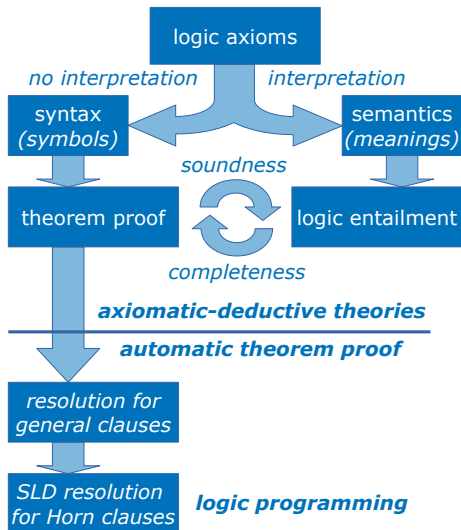 logic axioms
no interpretation
interpretation
syntax
(symbols)
semantics
(meanings)
soundness
theorem proof
logic entailment
completeness
axiomatic-deductive theories
automatic theorem proof
resolution for
general clauses
SLD resolution
for Horn clauses
logic programming